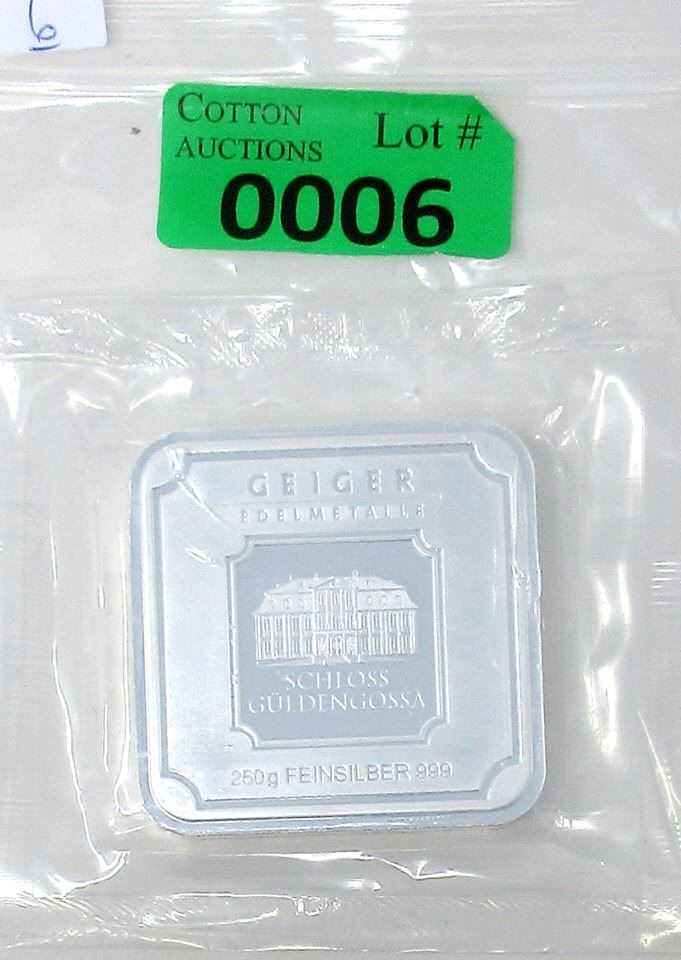 6
COTTON
AUCTIONS
Lot #
0006
GEIGER
EDELMETALLE
SCHLOSS
GÜLDENGOSSA
250g FEINSILBER 999